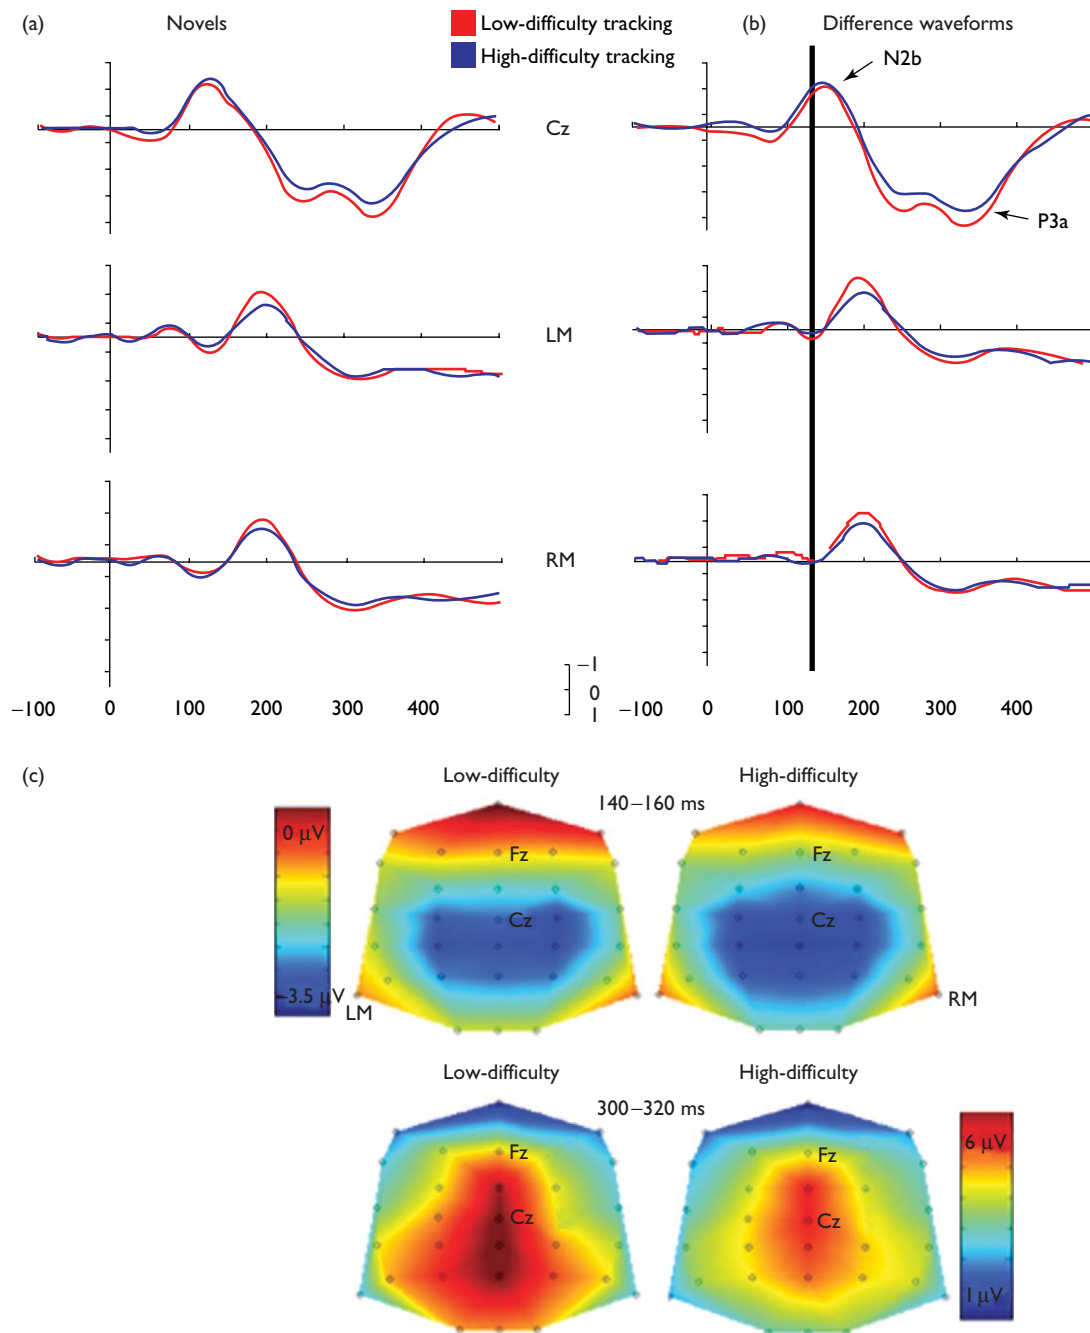 (a) Novels
Low-difficulty tracking
High-difficulty tracking
(b) Difference waveforms
N2b
Cz
P3a
LM
RM
−1
0
1
−100 0 100 200 300 400
−100 0 100 200 300 400
(c)
Low-difficulty High-difficulty
140–160 ms
0 μV
Fz Fz
Cz Cz
−3.5 μV
LM RM
Low-difficulty High-difficulty
300–320 ms
6 μV
Fz Fz
Cz Cz
1 μV